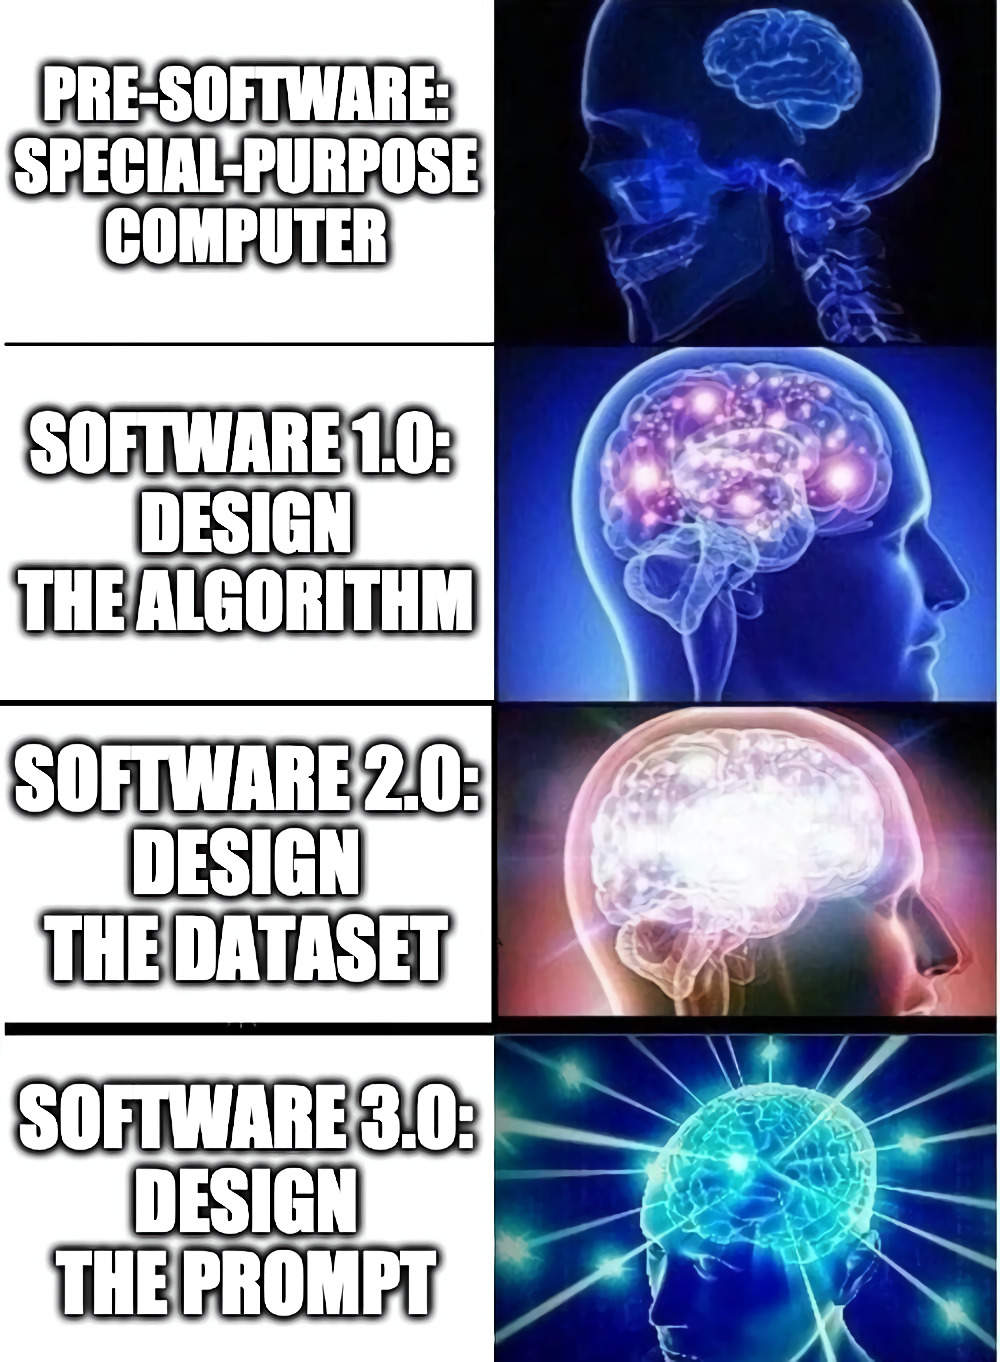 PRE-SOFTWARE:
SPECIAL-PURPOSE
COMPUTER
SOFTWARE 1.0:
DESIGN
THE ALGORITHM
SOFTWARE 2.0:
DESIGN
THE DATASET
SOFTWARE 3.0:
DESIGN
THE PROMPT